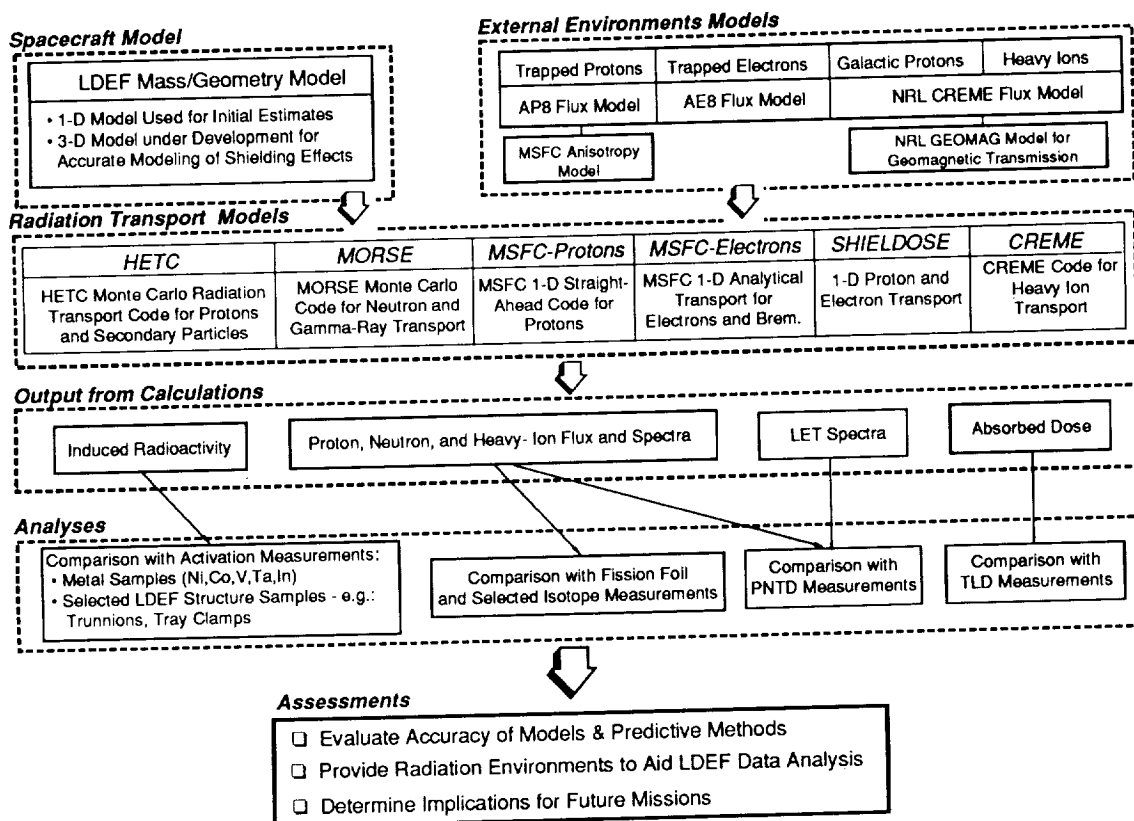 Spacecraft Model
LDEF Mass/Geometry Model
• 1-D Model Used for Initial Estimates
• 3-D Model under Development for
Accurate Modeling of Shielding Effects
External Environments Models
Trapped Protons
Trapped Electrons
Galactic Protons
Heavy Ions
AP8 Flux Model
AE8 Flux Model
NRL CREME Flux Model
MSFC Anisotropy
Model
NRL GEOMAG Model for
Geomagnetic Transmission
Radiation Transport Models
HETC
HETC Monte Carlo Radiation
Transport Code for Protons
and Secondary Particles
MORSE
MORSE Monte Carlo
Code for Neutron and
Gamma-Ray Transport
MSFC-Protons
MSFC 1-D Straight-
Ahead Code for
Protons
MSFC-Electrons
MSFC 1-D Analytical
Transport for
Electrons and Brem.
SHIELDOSE
1-D Proton and
Electron Transport
CREME
CREME Code for
Heavy Ion
Transport
Output from Calculations
Induced Radioactivity
Proton, Neutron, and Heavy- Ion Flux and Spectra
LET Spectra
Absorbed Dose
Analyses
Comparison with Activation Measurements:
• Metal Samples (Ni,Co,V,Ta,In)
• Selected LDEF Structure Samples - e.g.:
Trunnions, Tray Clamps
Comparison with Fission Foil
and Selected Isotope Measurements
Comparison with
PNTD Measurements
Comparison with
TLD Measurements
Assessments
❑ Evaluate Accuracy of Models & Predictive Methods
❑ Provide Radiation Environments to Aid LDEF Data Analysis
❑ Determine Implications for Future Missions